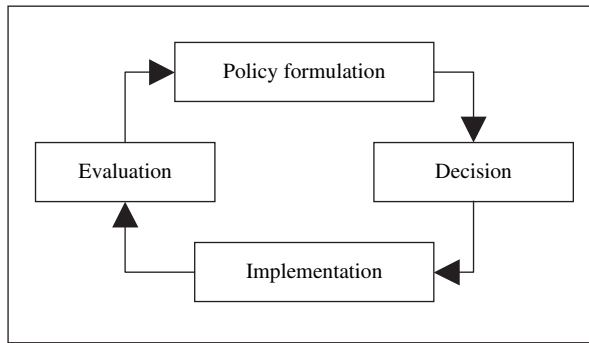 Policy formulation
Evaluation
Decision
Implementation